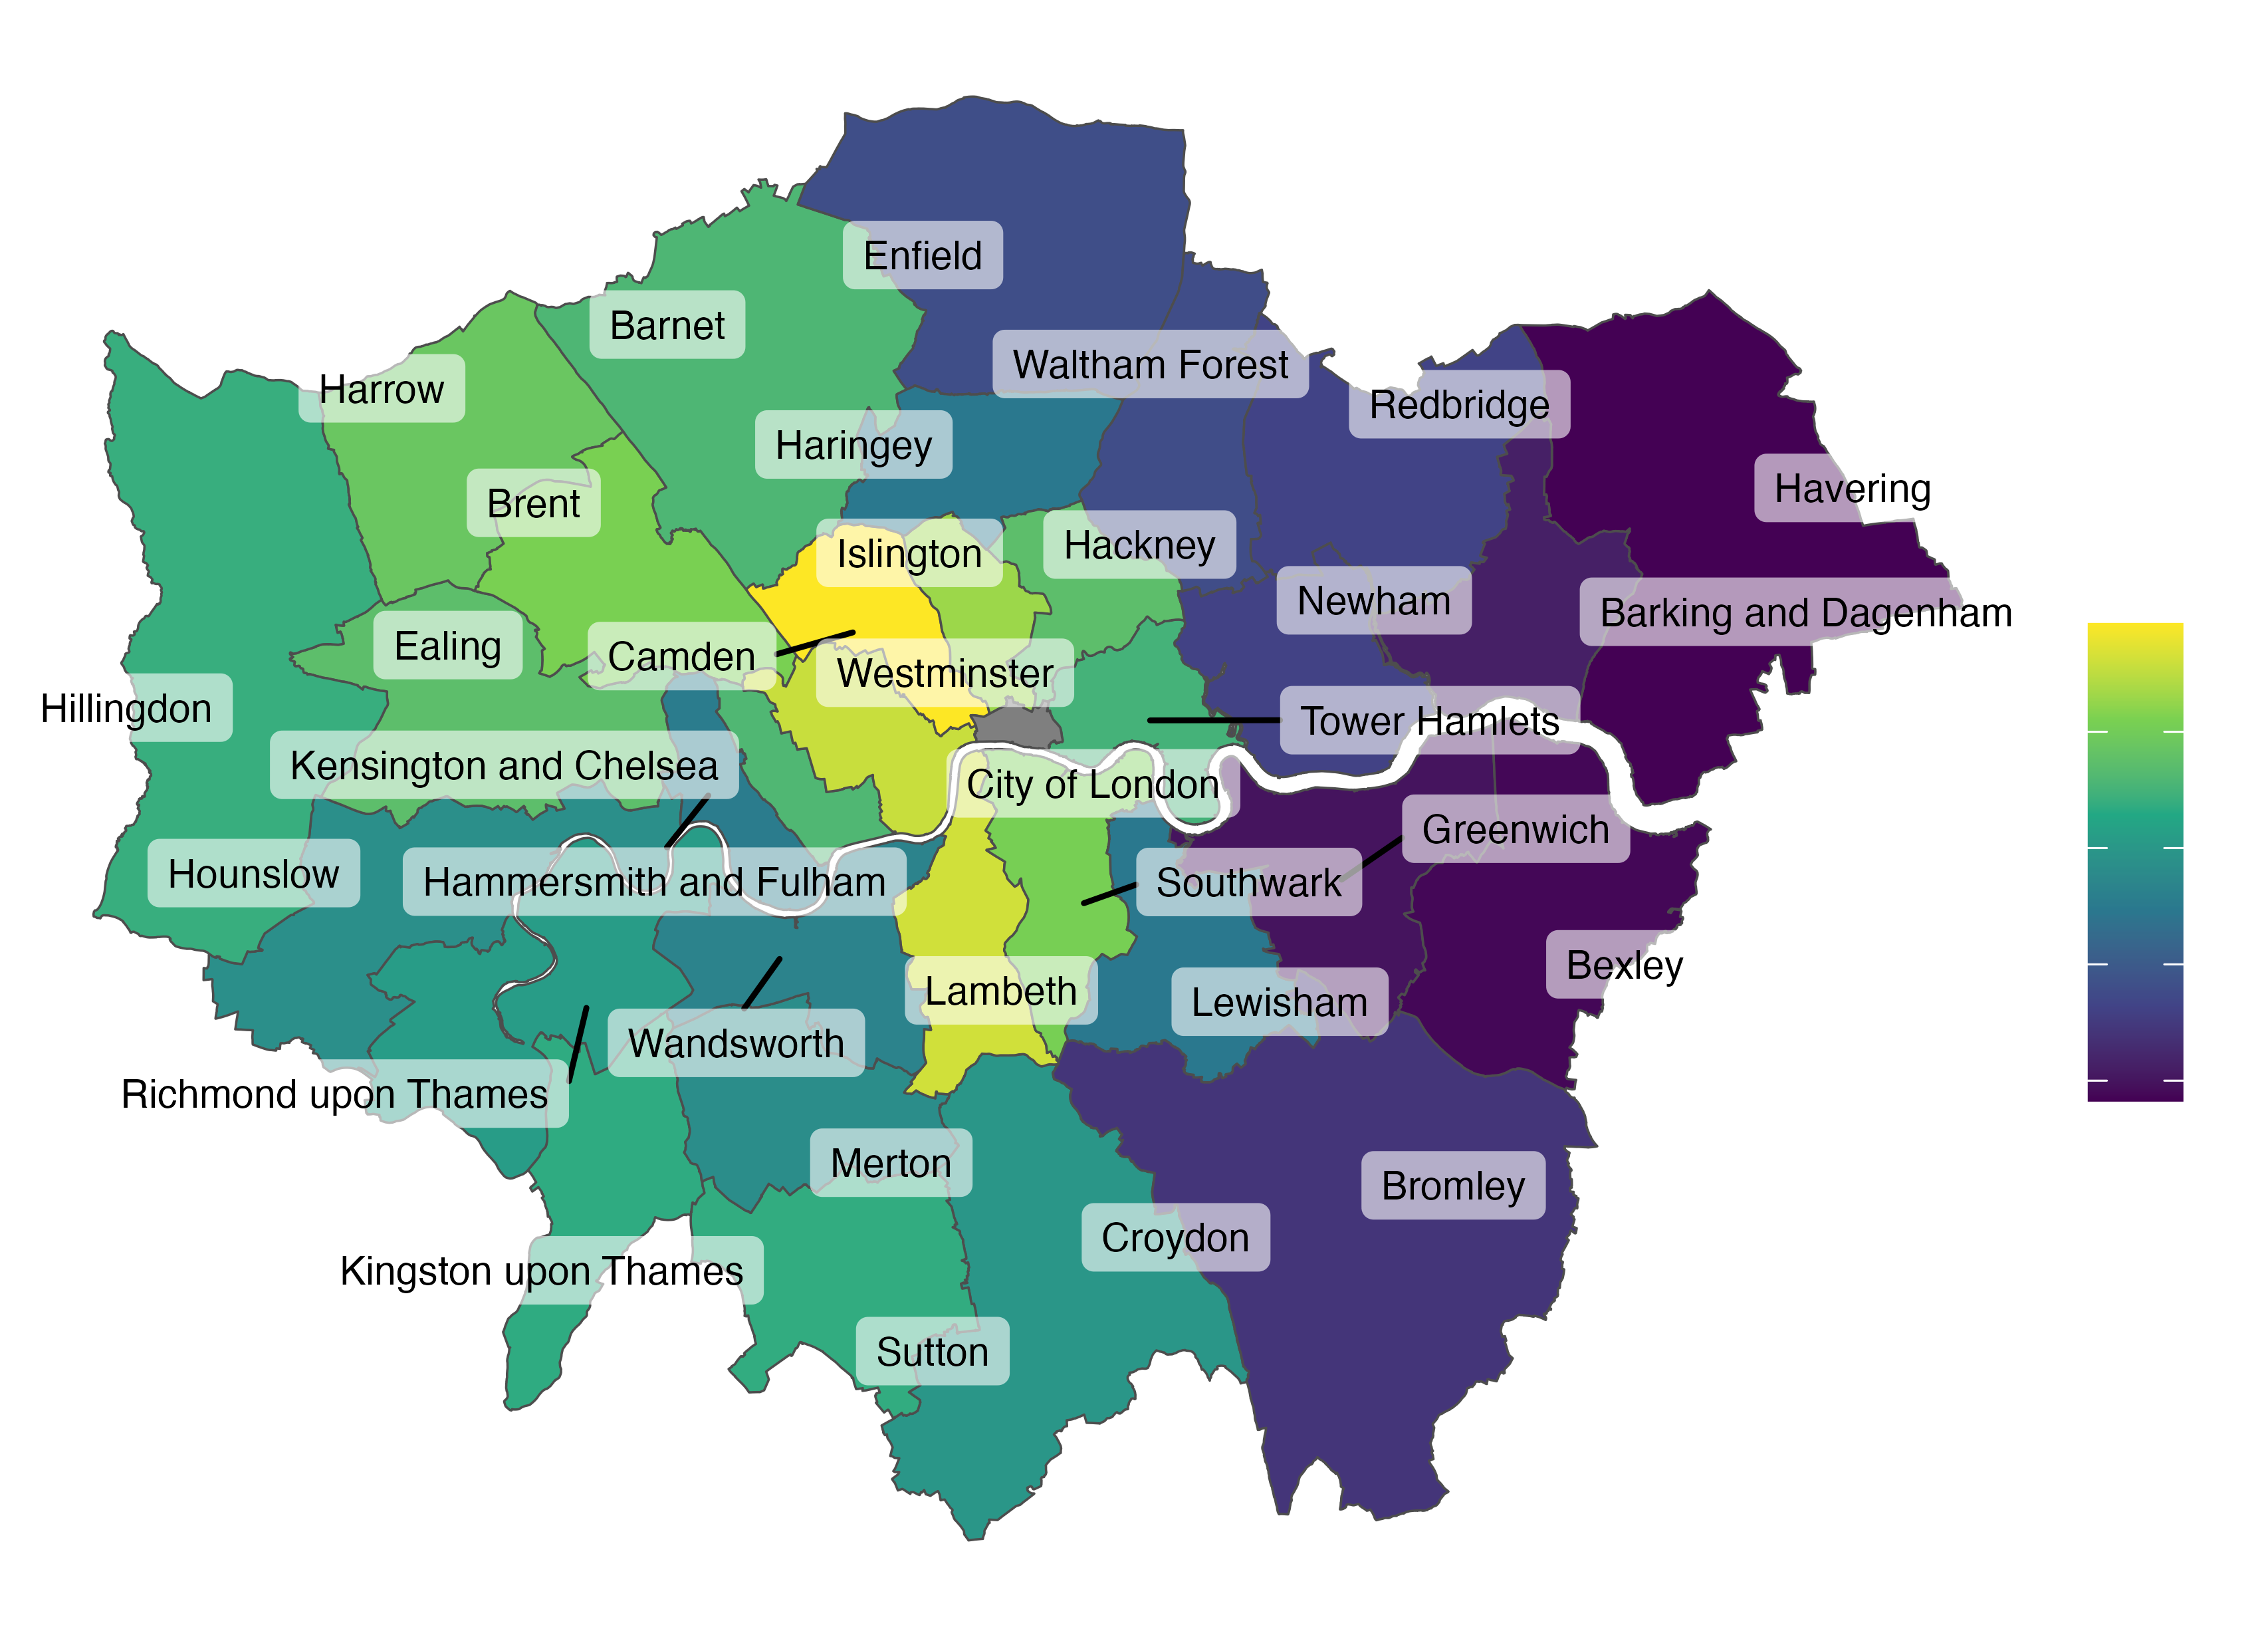 Enfield
Barnet
Waltham Forest
Harrow
Redbridge
Haringey
Havering
Brent
Hackney
Islington
Newham
Barking and Dagenham
Ealing
Camden
Westminster
Hillingdon
Tower Hamlets
Kensington and Chelsea
City of London
Greenwich
Hounslow
Hammersmith and Fulham
Southwark
Bexley
Lambeth
Lewisham
Wandsworth
Richmond upon Thames
Merton
Bromley
Croydon
Kingston upon Thames
Sutton